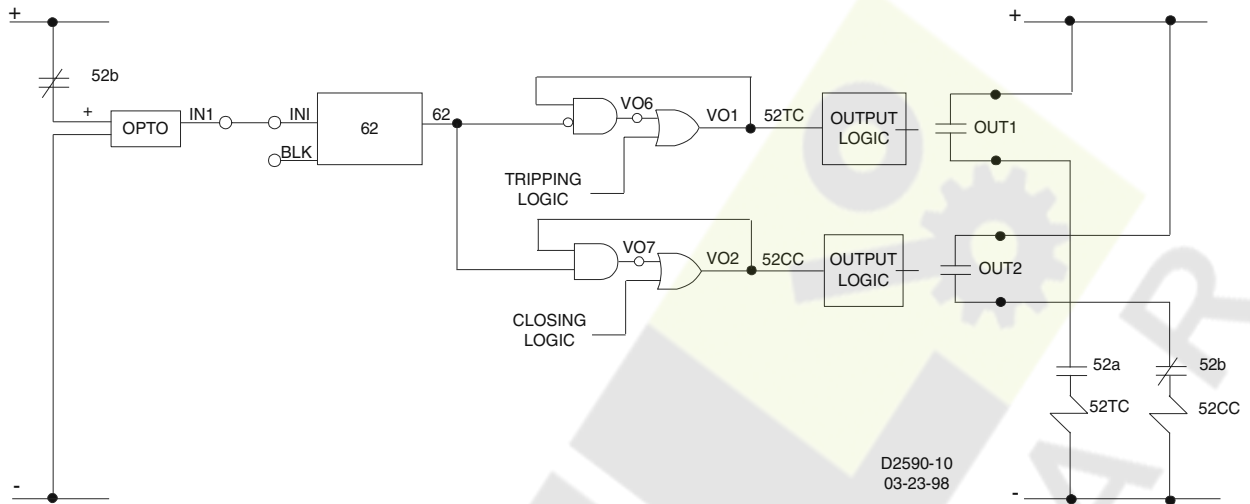 +
+
52b
+
OPTO
IN1
INI
BLK
62
62
VO6
VO1
52TC
OUTPUT
LOGIC
OUT1
TRIPPING
LOGIC
VO7
VO2
52CC
OUTPUT
LOGIC
OUT2
CLOSING
LOGIC
52a
52b
52TC
52CC
D2590-10
03-23-98
-
-
A R